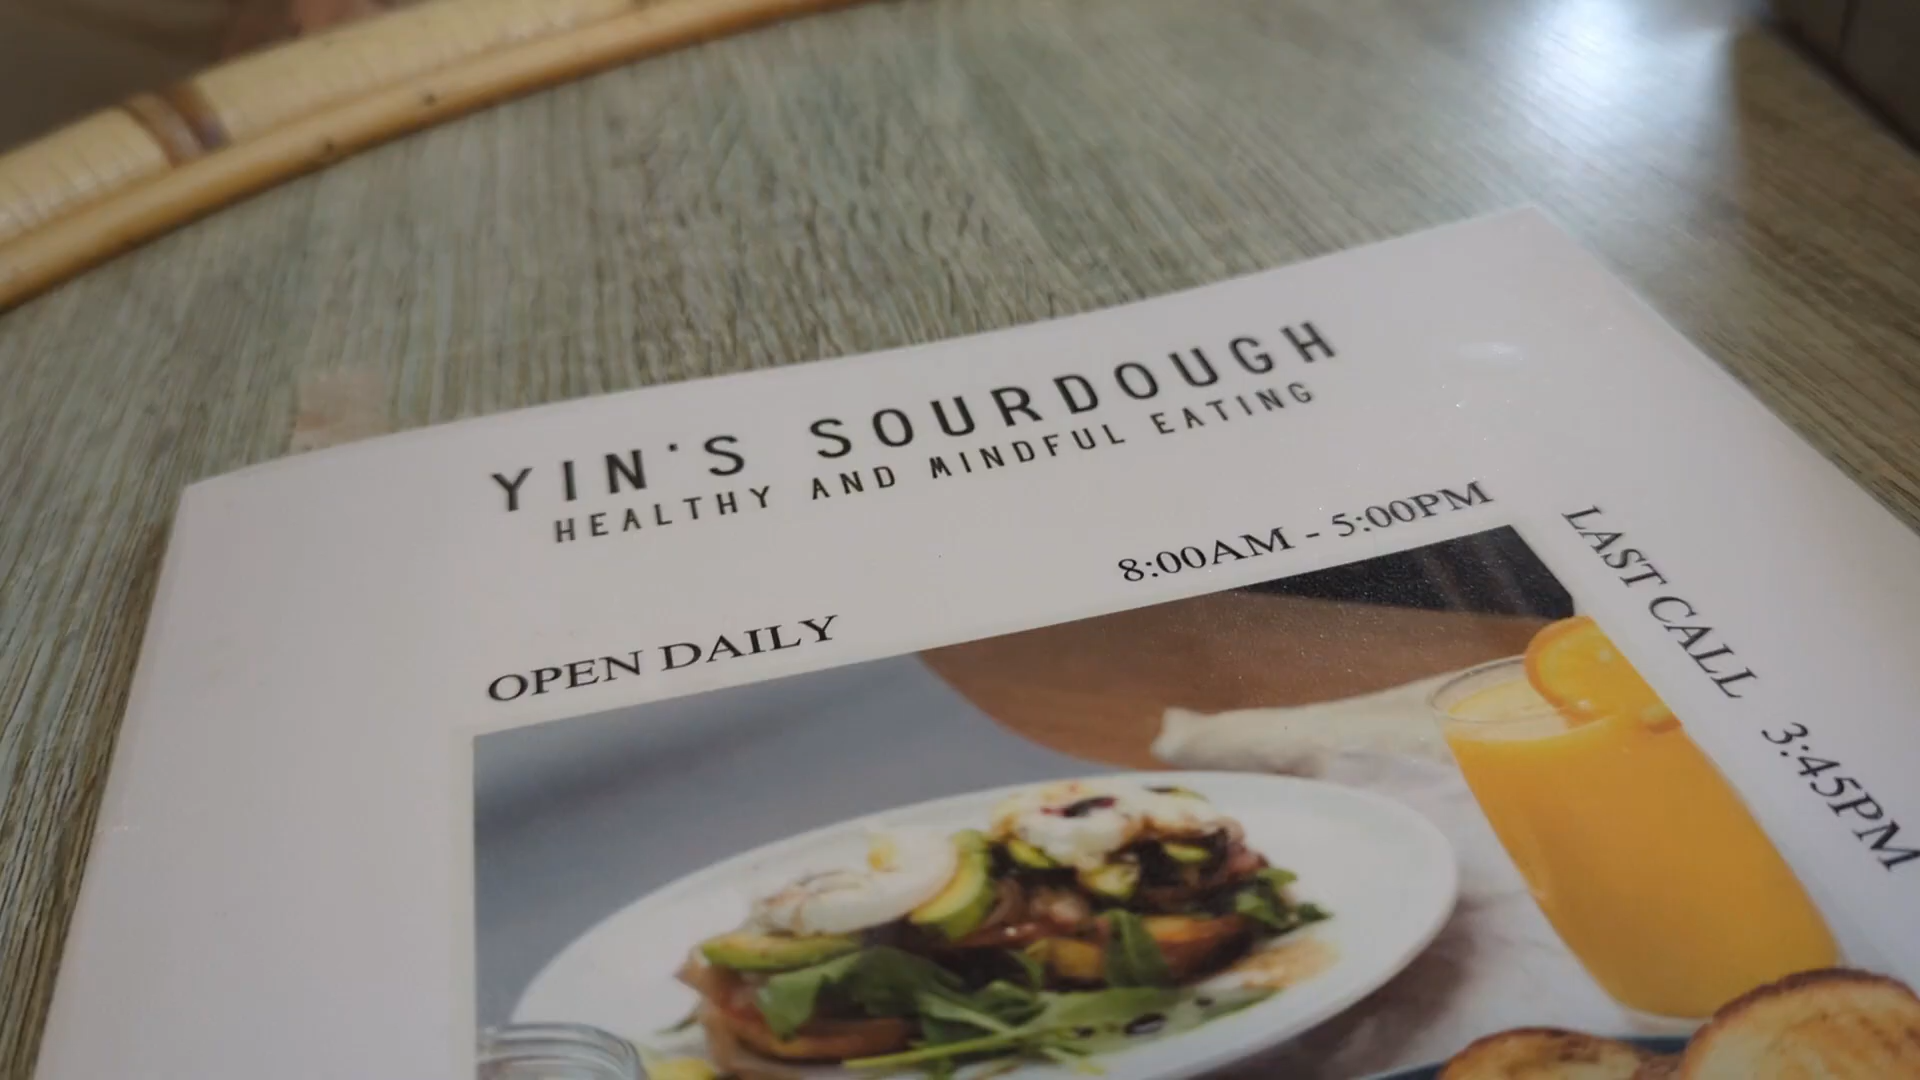 YIN'S SOURDOUGH
HEALTHY AND MINDFUL EATING
OPEN DAILY
8:00AM - 5:00PM
LAST CALL 3:45PM